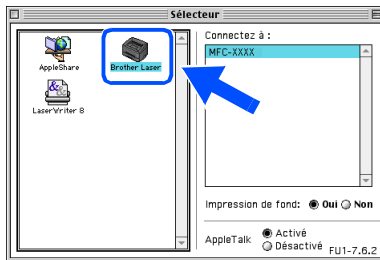 Sélecteur
AppleShare
Brother Laser
LaserWriter 8
Connectez à :
MFC-XXXX
Impression de fond: Oui Non
AppleTalk
Activé
Désactivé
FU1-7.6.2